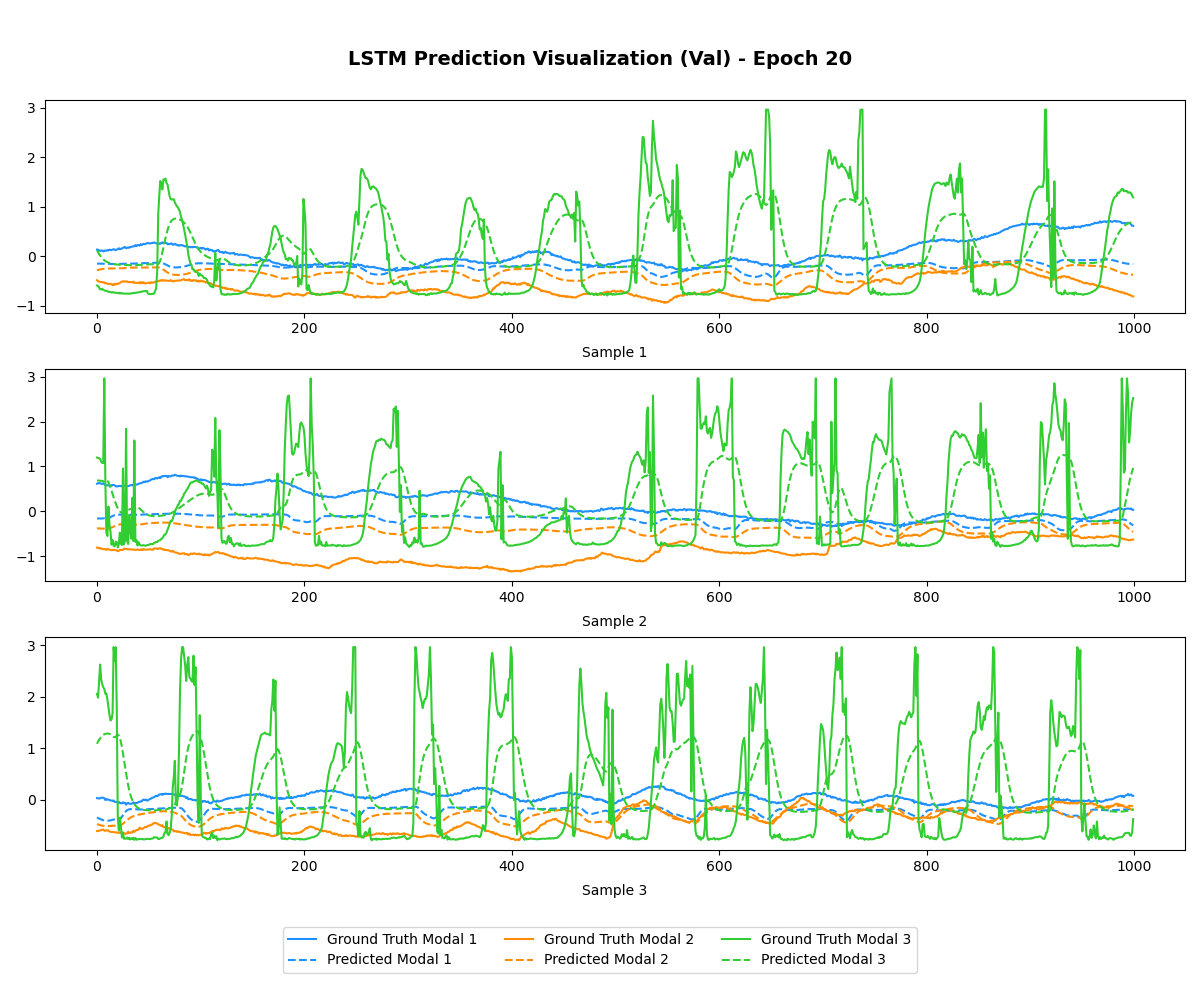 LSTM Prediction Visualization (Val) - Epoch 20
3
2
1
0
−1
0 200 400 600 800 1000
Sample 1
3
2
1
0
−1
0 200 400 600 800 1000
Sample 2
3
2
1
0
0 200 400 600 800 1000
Sample 3
Ground Truth Modal 1 Ground Truth Modal 2 Ground Truth Modal 3
Predicted Modal 1 Predicted Modal 2 Predicted Modal 3